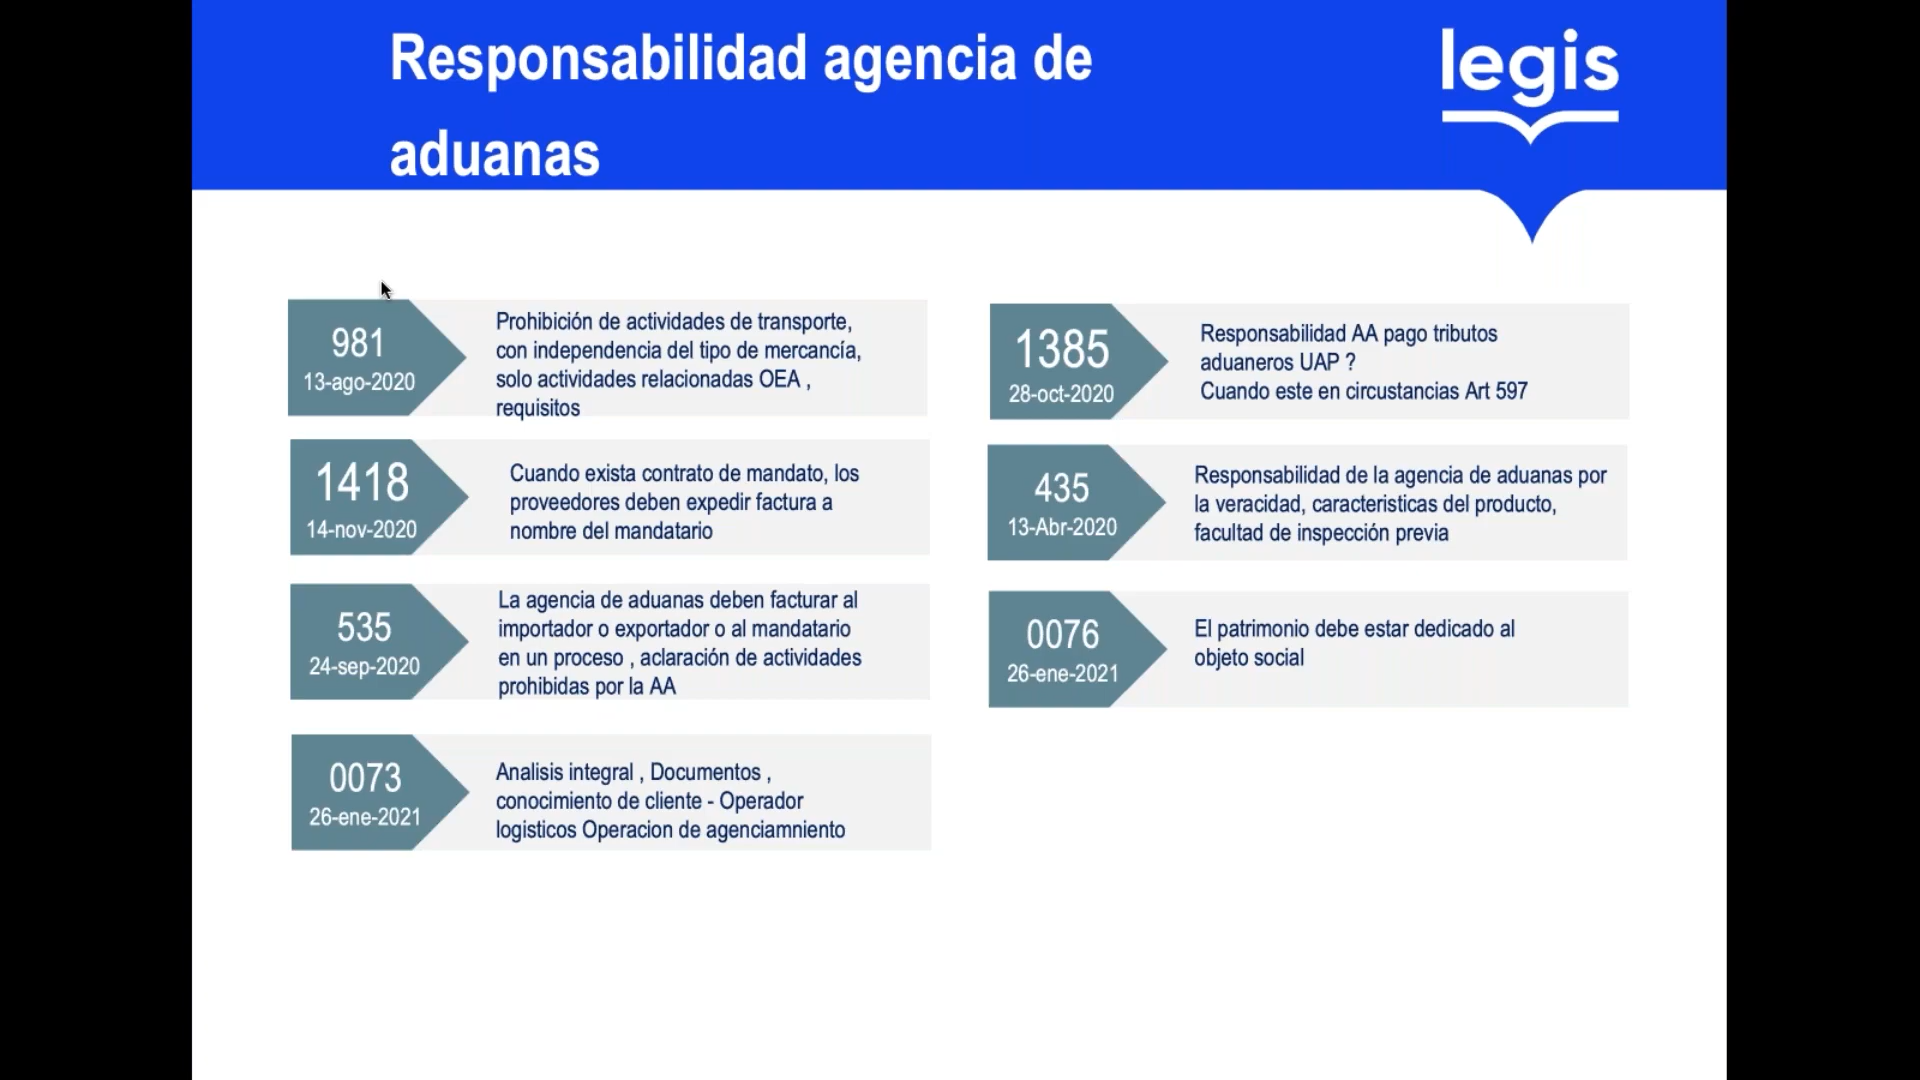 Responsabilidad agencia de
aduanas
legis
981
13-ago-2020
Prohibición de actividades de transporte,
con independencia del tipo de mercancía,
solo actividades relacionadas OEA ,
requisitos
1418
14-nov-2020
Cuando exista contrato de mandato, los
proveedores deben expedir factura a
nombre del mandatario
535
24-sep-2020
La agencia de aduanas deben facturar al
importador o exportador o al mandatario
en un proceso , aclaración de actividades
prohibidas por la AA
0073
26-ene-2021
Analisis integral , Documentos ,
conocimiento de cliente - Operador
logisticos Operacion de agenciamniento
1385
28-oct-2020
Responsabilidad AA pago tributos
aduaneros UAP ?
Cuando este en circustancias Art 597
435
13-Abr-2020
Responsabilidad de la agencia de aduanas por
la veracidad, caracteristicas del producto,
facultad de inspección previa
0076
26-ene-2021
El patrimonio debe estar dedicado al
objeto social